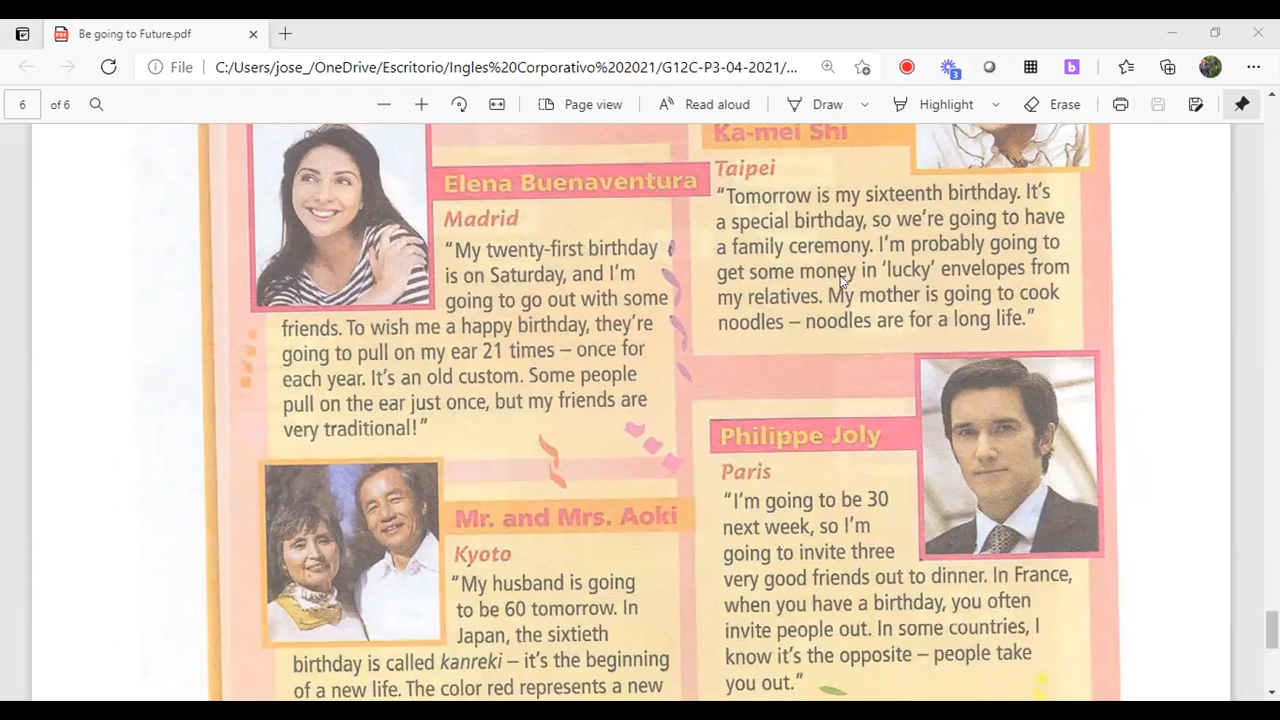 Be going to Future.pdf
File
C:/Users/jose_/OneDrive/Escritorio/Ingles%20Corporativo%202021/G12C-P3-04-2021/...
3
b
6
of 6
Page view
Read aloud
Draw
Highlight
Erase
Elena Buenaventura
Madrid
"My twenty-first birthday
is on Saturday, and I'm
going to go out with some
friends. To wish me a happy birthday, they're
going to pull on my ear 21 times – once for
each year. It's an old custom. Some people
pull on the ear just once, but my friends are
very traditional!"
Mr. and Mrs. Aoki
Kyoto
"My husband is going
to be 60 tomorrow. In
Japan, the sixtieth
birthday is called kanreki – it's the beginning
of a new life. The color red represents a new
Ka-mei Shi
Taipei
"Tomorrow is my sixteenth birthday. It's
a special birthday, so we're going to have
a family ceremony. I'm probably going to
get some money in 'lucky' envelopes from
my relatives. My mother is going to cook
noodles – noodles are for a long life."
Philippe Joly
Paris
"I'm going to be 30
next week, so I'm
going to invite three
very good friends out to dinner. In France,
when you have a birthday, you often
invite people out. In some countries, I
know it's the opposite – people take
you out."